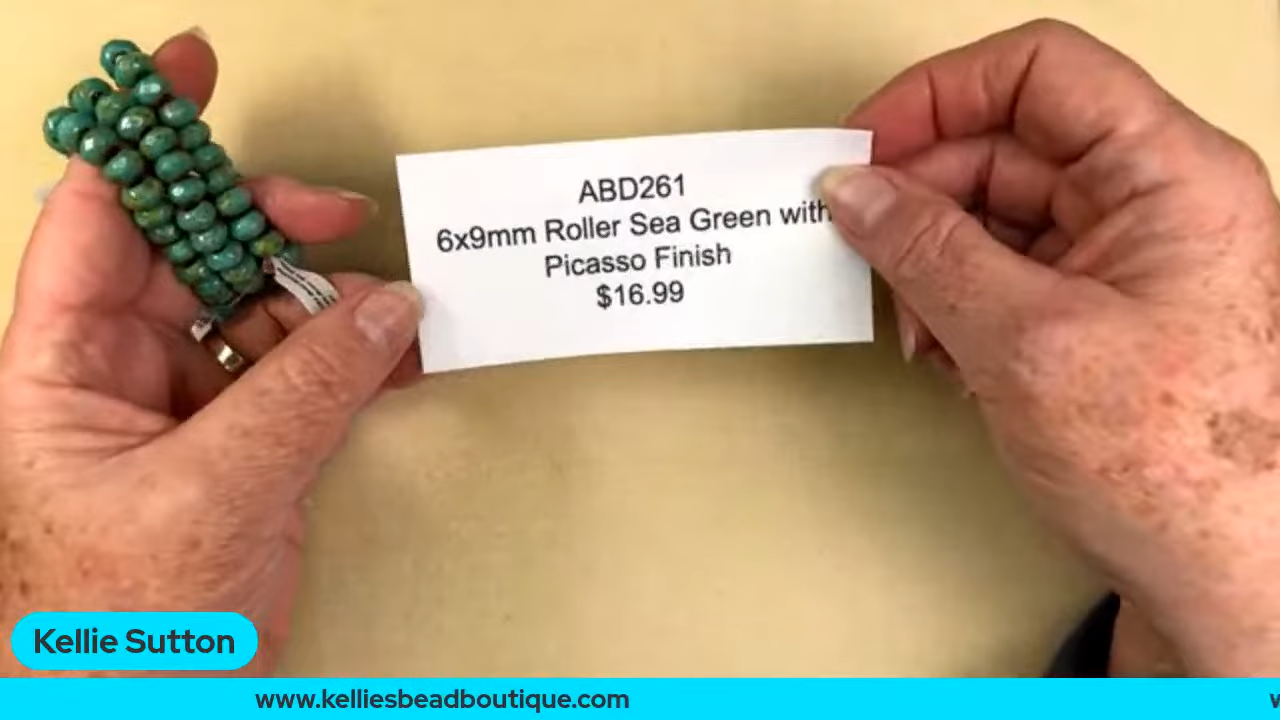 ABD261
6x9mm Roller Sea Green with
Picasso Finish
$16.99
Kellie Sutton
www.kelliesbeadboutique.com